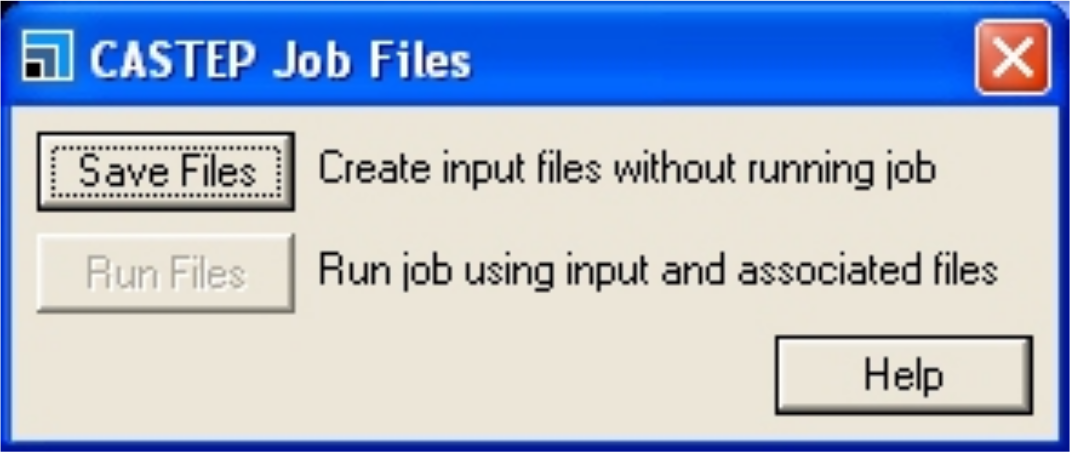 CASTEP Job Files
Save Files Create input files without running job
Run Files Run job using input and associated files
Help